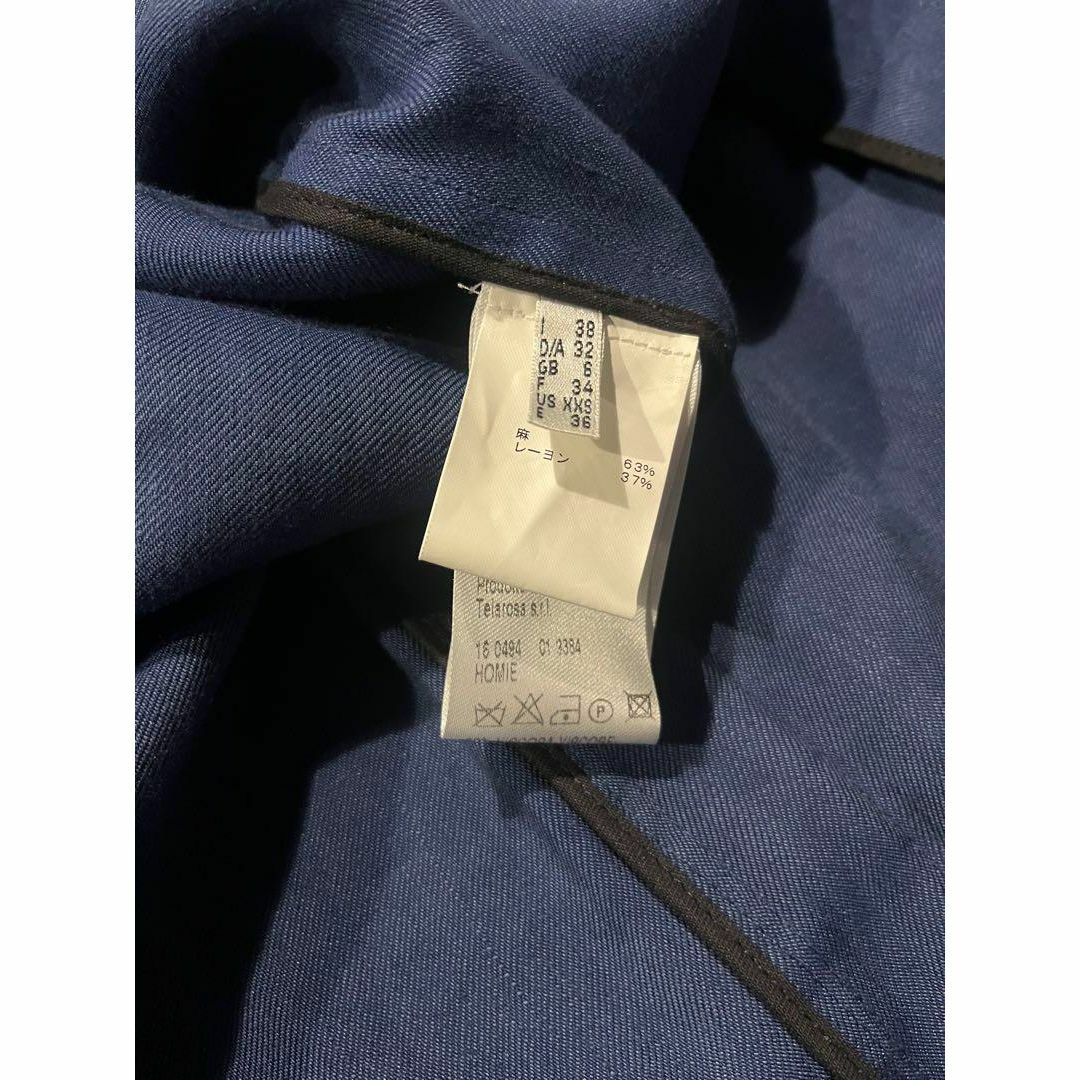 I 38
D/A 32
GB 6
F 34
US XXS
E 36
麻 63%
レーヨン 37%
Telarosa s.r.l.
16 0494 01 3384
HOMIE
P